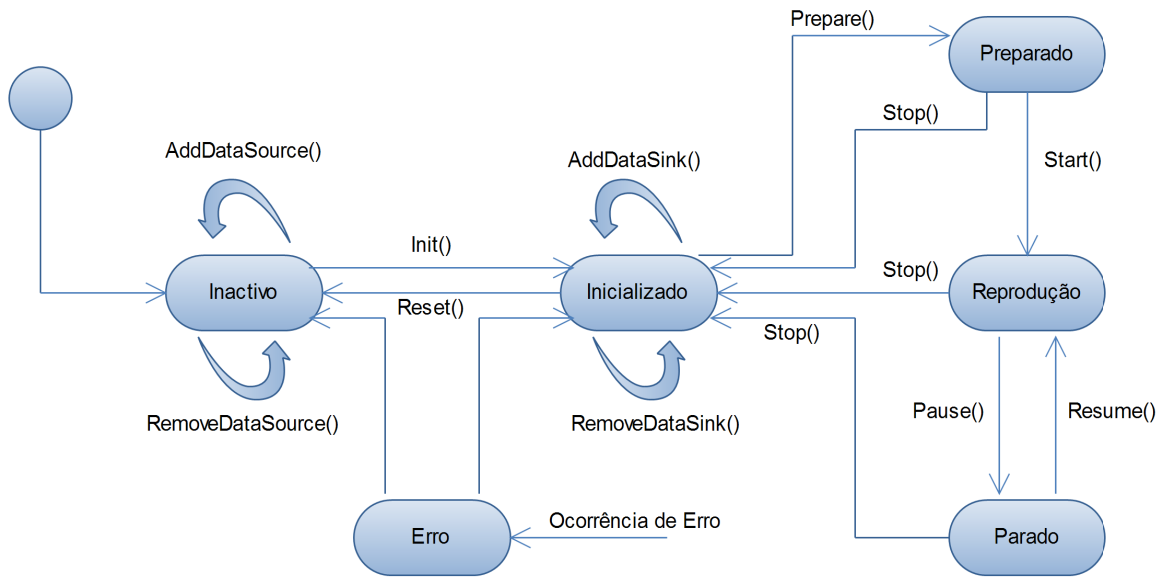 Prepare()
Preparado
Stop()
AddDataSource()
AddDataSink()
Start()
Init()
Stop()
Inactivo
Inicializado
Reprodução
Reset()
Stop()
RemoveDataSource()
RemoveDataSink()
Pause()
Resume()
Ocorrência de Erro
Erro
Parado